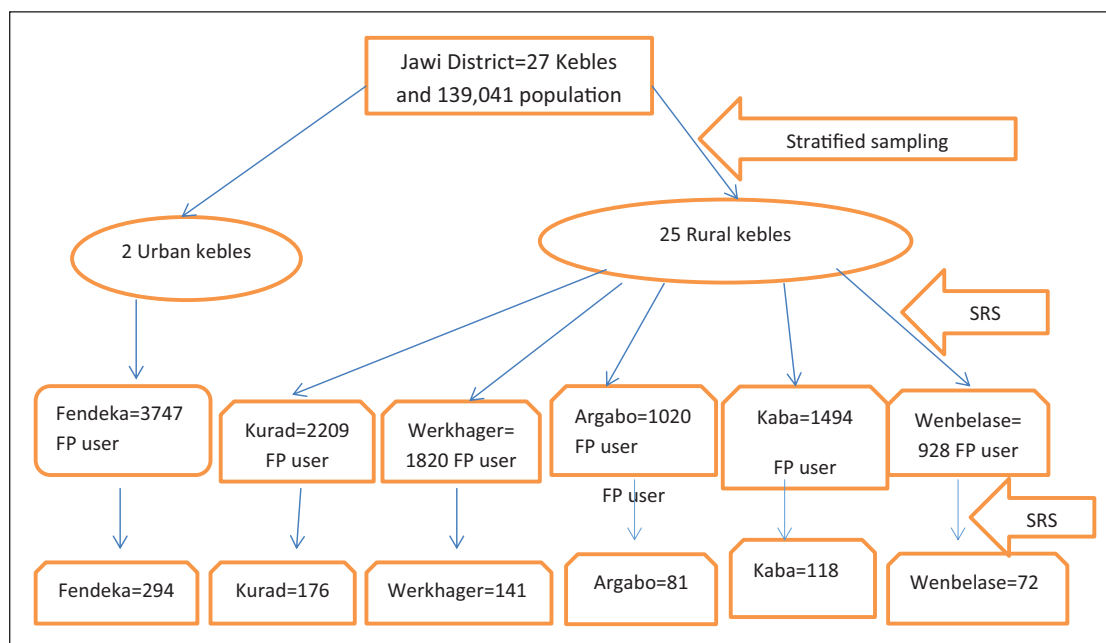 Jawi District=27 Kebles
and 139,041 population
Stratified sampling
2 Urban kebles
25 Rural kebles
SRS
Fendeka=3747
FP user
Kurad=2209
FP user
Werkhager=
1820 FP user
Argabo=1020
FP user
FP user
Kaba=1494
FP user
Wenbelase=
928 FP user
SRS
Fendeka=294
Kurad=176
Werkhager=141
Argabo=81
Kaba=118
Wenbelase=72